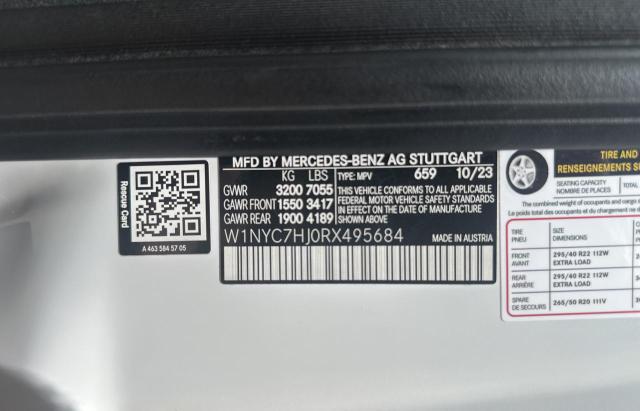 Rescue Card
A 463 584 57 05
MFD BY MERCEDES-BENZ AG STUTTGART
KG LBS TYPE: MPV 659 10/23
GVWR 3200 7055
GAWR FRONT 1550 3417
GAWR REAR 1900 4189
THIS VEHICLE CONFORMS TO ALL APPLICABLE
FEDERAL MOTOR VEHICLE SAFETY STANDARDS
IN EFFECT ON THE DATE OF MANUFACTURE
SHOWN ABOVE
W1NYC7HJ0RX495684 MADE IN AUSTRIA
TIRE AND
RENSEIGNEMENTS
SEATING CAPACITY
NOMBRE DE PLACES
TOTAL
The combined weight of occupants and cargo
Le poids total des occupants et
TIRE
PNEU
SIZE
DIMENSIONS
FRONT
AVANT
295/40 R22 112W
EXTRA LOAD
REAR
ARRIÈRE
295/40 R22 112W
EXTRA LOAD
SPARE
DE SECOURS
265/50 R20 111V